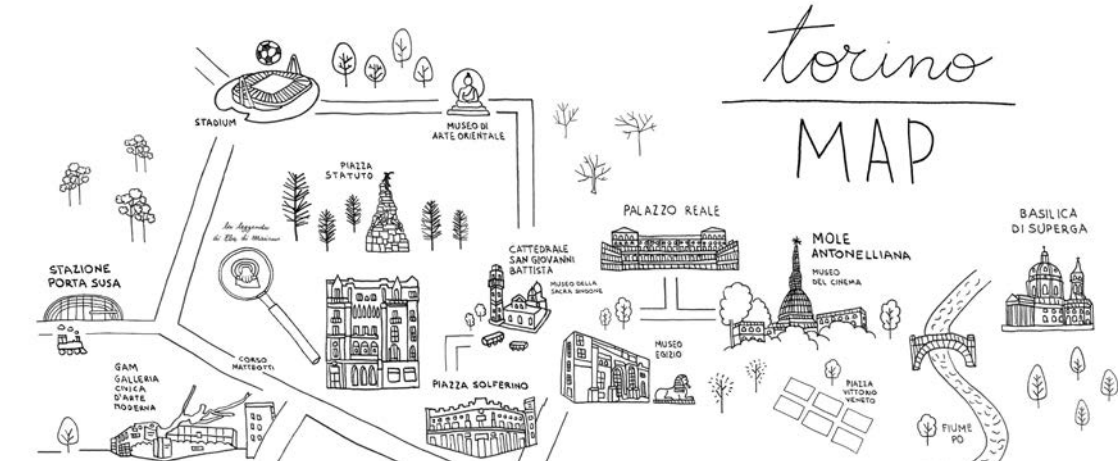 torino
MAP
STADIUM
MUSEO DI
ARTE ORIENTALE
PIAZZA
STATUTO
la leggenda
PALAZZO REALE
BASILICA
DI SUPERGA
MOLE
ANTONELLIANA
MUSEO
DEL CINEMA
CATTEDRALE
SAN GIOVANNI
BATTISTA
MUSEO DELLA
SACRA SINDONE
STAZIONE
PORTA SUSA
CORSO
MATTEOTTI
GAM
GALLERIA
CIVICA
D'ARTE
MODERNA
PIAZZA SOLFERINO
MUSEO
EGIZIO
PIAZZA
VITTORIO
VENETO
FIUME
PO